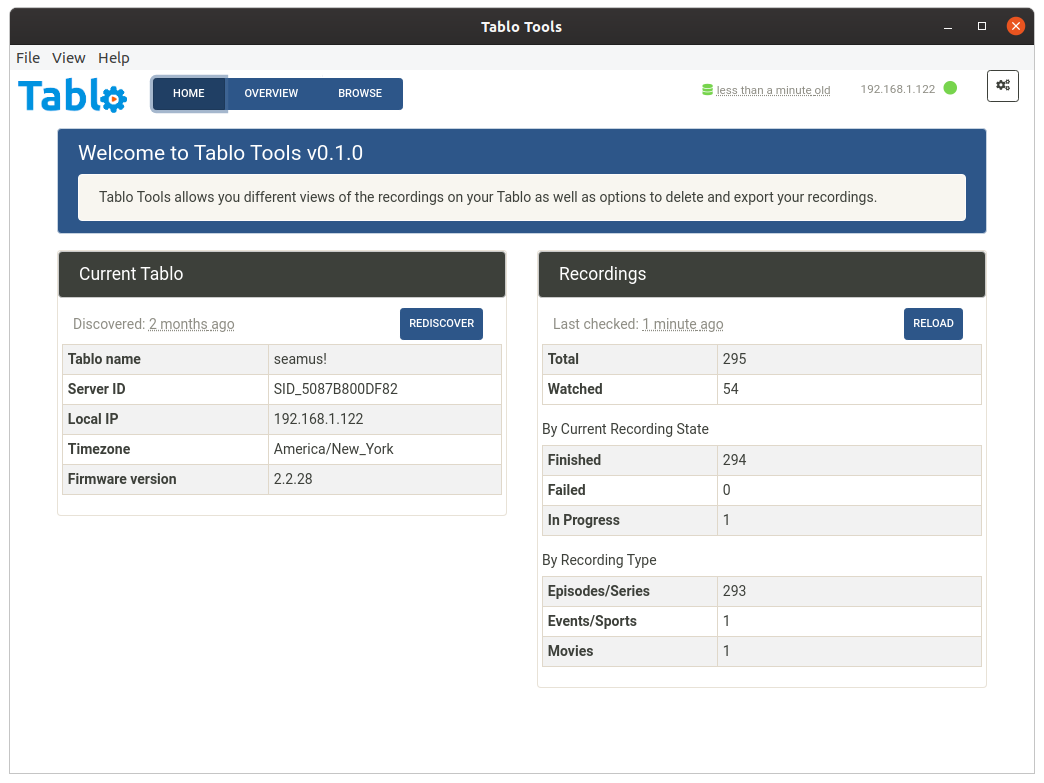 Tablo Tools
File View Help
Tablo HOME OVERVIEW BROWSE less than a minute old 192.168.1.122
Welcome to Tablo Tools v0.1.0
Tablo Tools allows you different views of the recordings on your Tablo as well as options to delete and export your recordings.
Current Tablo
Discovered: 2 months ago REDISCOVER
Tablo name seamus!
Server ID SID_5087B800DF82
Local IP 192.168.1.122
Timezone America/New_York
Firmware version 2.2.28
Recordings
Last checked: 1 minute ago RELOAD
Total 295
Watched 54
By Current Recording State
Finished 294
Failed 0
In Progress 1
By Recording Type
Episodes/Series 293
Events/Sports 1
Movies 1